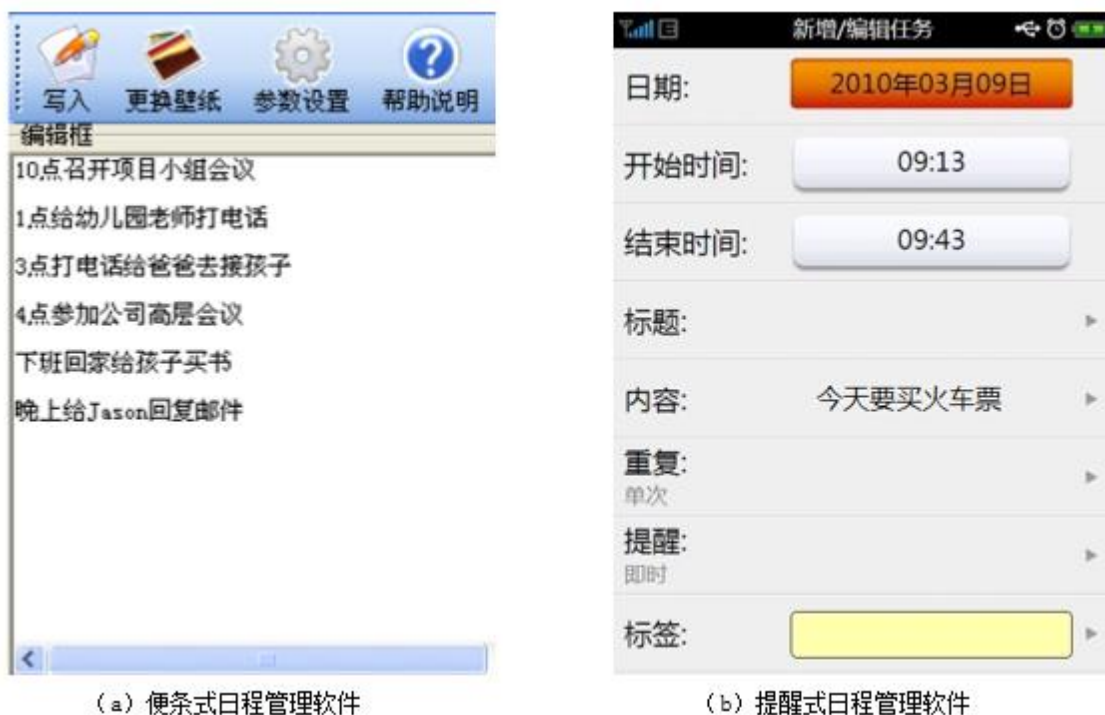 写入 更换壁纸 参数设置 帮助说明
编辑框
10点召开项目小组会议
1点给幼儿园老师打电话
3点打电话给爸爸去接孩子
4点参加公司高层会议
下班回家给孩子买书
晚上给Jason回复邮件
(a) 便条式日程管理软件
新增/编辑任务
日期: 2010年03月09日
开始时间: 09:13
结束时间: 09:43
标题:
内容: 今天要买火车票
重复:
单次
提醒:
即时
标签:
(b) 提醒式日程管理软件